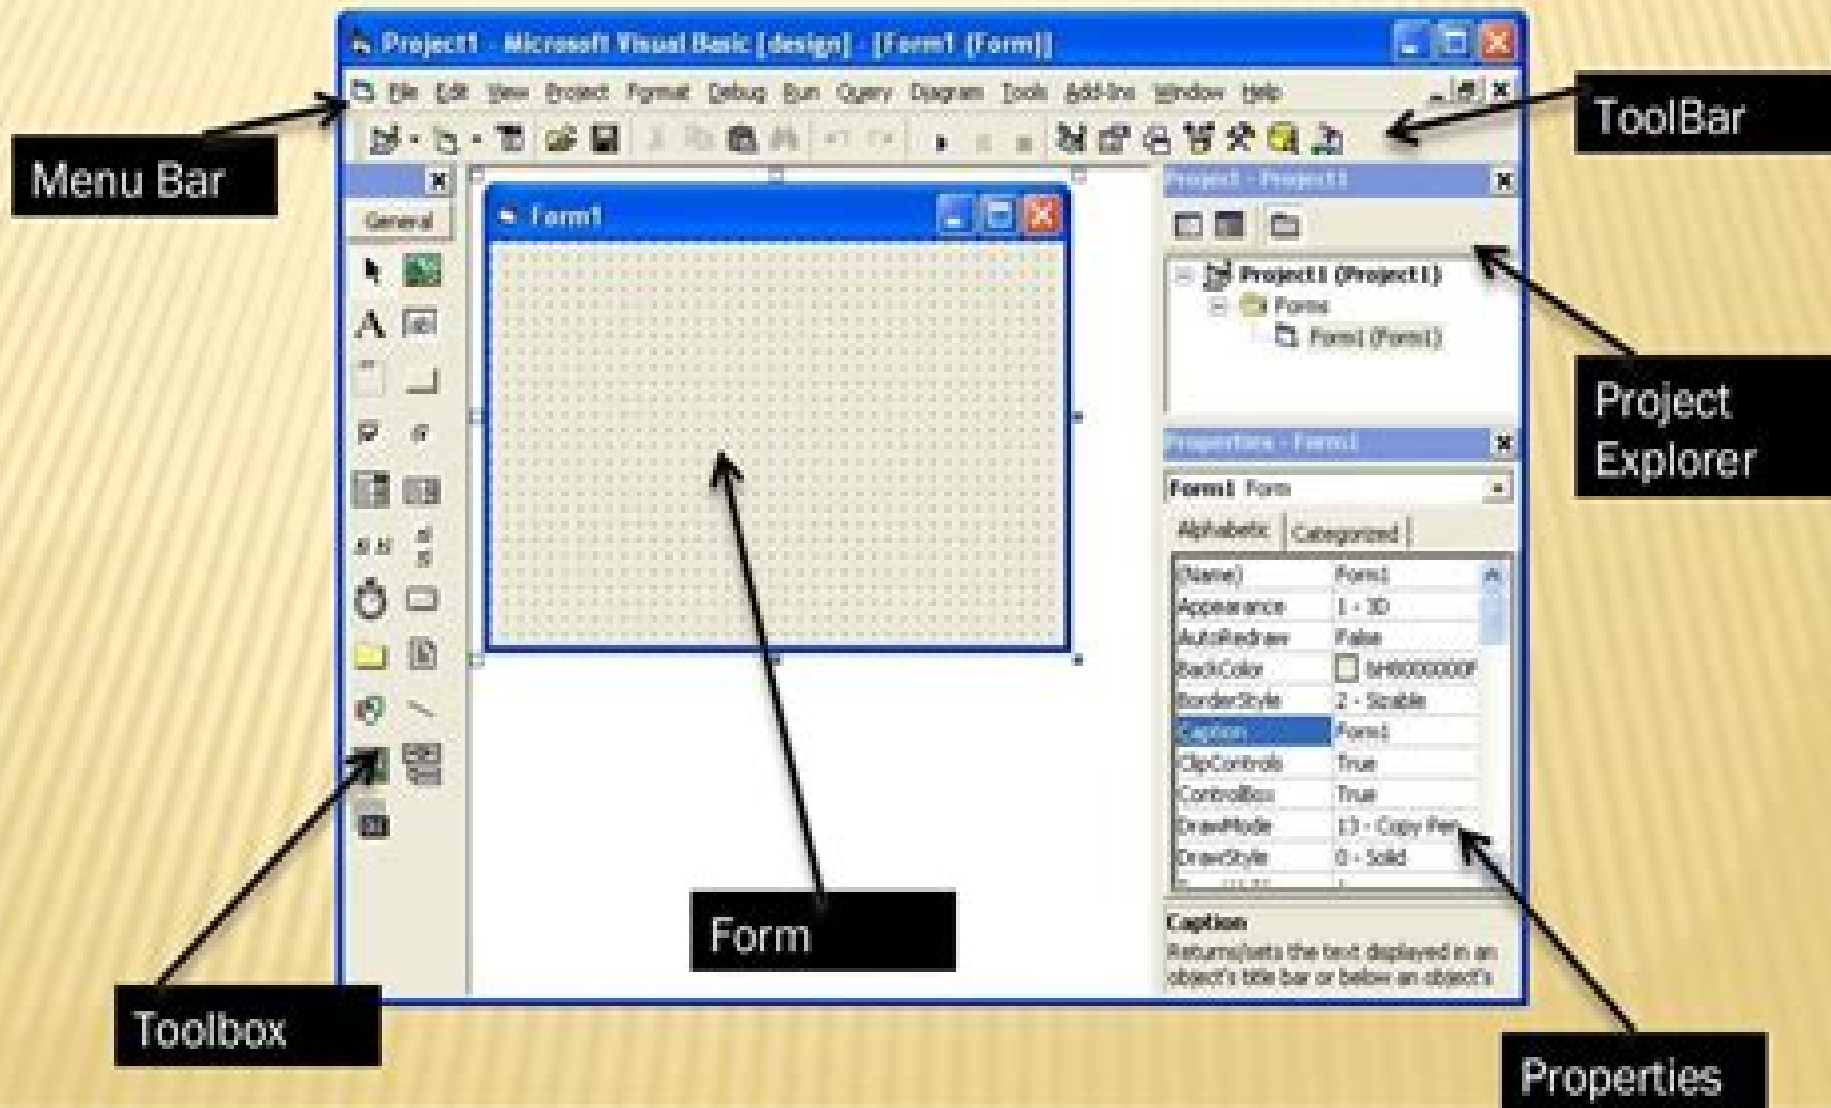 Project1 - Microsoft Visual Basic [design] - [Form1 (Form)]
File Edit View Project Format Debug Run Query Diagram Tools Add-Ins Window Help
ToolBar
Menu Bar
General
Form1
Project - Project1
Project1 (Project1)
Forms
Form1 (Form1)
Project
Explorer
Properties - Form1
Form1 Form
Alphabetic Categorized
(Name) Form1
Appearance 1 - 3D
AutoRedraw False
BackColor &H8000000F
BorderStyle 2 - Sizable
Caption Form1
ClipControls True
ControlBox True
DrawMode 13 - Copy Pen
DrawStyle 0 - Solid
Caption
Returns/sets the text displayed in an
object's title bar or below an object's
Form
Toolbox
Properties